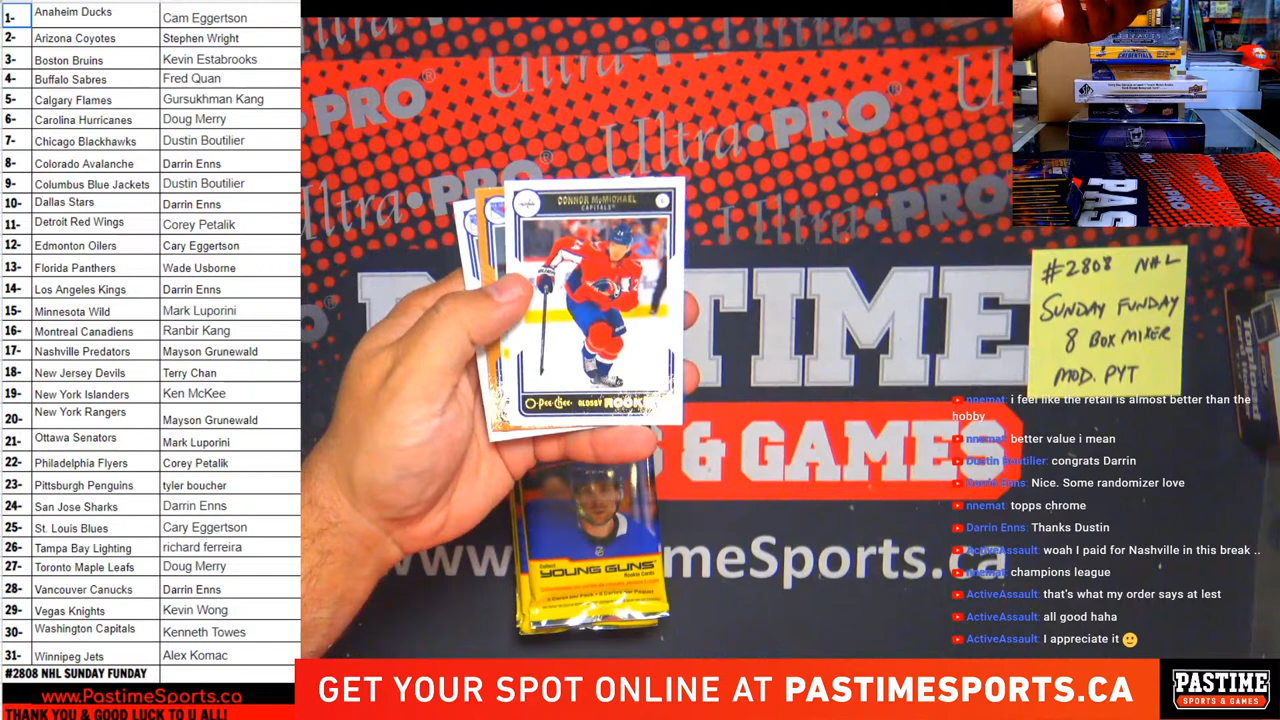 1- Anaheim Ducks Cam Eggertson
2- Arizona Coyotes Stephen Wright
3- Boston Bruins Kevin Estabrooks
4- Buffalo Sabres Fred Quan
5- Calgary Flames Gursukhman Kang
6- Carolina Hurricanes Doug Merry
7- Chicago Blackhawks Dustin Boutilier
8- Colorado Avalanche Darrin Enns
9- Columbus Blue Jackets Dustin Boutilier
10- Dallas Stars Darrin Enns
11- Detroit Red Wings Corey Petalik
12- Edmonton Oilers Cary Eggertson
13- Florida Panthers Wade Usborne
14- Los Angeles Kings Darrin Enns
15- Minnesota Wild Mark Luporini
16- Montreal Canadiens Ranbir Kang
17- Nashville Predators Mayson Grunewald
18- New Jersey Devils Terry Chan
19- New York Islanders Ken McKee
20- New York Rangers Mayson Grunewald
21- Ottawa Senators Mark Luporini
22- Philadelphia Flyers Corey Petalik
23- Pittsburgh Penguins tyler boucher
24- San Jose Sharks Darrin Enns
25- St. Louis Blues Cary Eggertson
26- Tampa Bay Lighting richard ferreira
27- Toronto Maple Leafs Doug Merry
28- Vancouver Canucks Darrin Enns
29- Vegas Knights Kevin Wong
30- Washington Capitals Kenneth Towes
31- Winnipeg Jets Alex Komac
#2808 NHL SUNDAY FUNDAY
www.PastimeSports.ca
THANK YOU & GOOD LUCK TO U ALL!
Ultra PRO
CONNOR McMICHAEL
CAPITALS
O-Pee-Chee GLOSSY ROOK
YOUNG GUNS
Rookie Cards
TIME
S & GAMES
www
timeSports.c
PAS
#2808 NHL
SUNDAY FUNDAY
8 BOX MIXER
MOD. PYT
nnemat: i feel like the retail is almost better than the
hobby
nnemat: better value i mean
Dustin Boutilier: congrats Darrin
Darrin Enns: Nice. Some randomizer love
nnemat: topps chrome
Darrin Enns: Thanks Dustin
ActiveAssault: woah I paid for Nashville in this break ..
nnemat: champions league
ActiveAssault: that's what my order says at lest
ActiveAssault: all good haha
ActiveAssault: I appreciate it
GET YOUR SPOT ONLINE AT PASTIMESPORTS.CA
PASTIME
SPORTS & GAMES